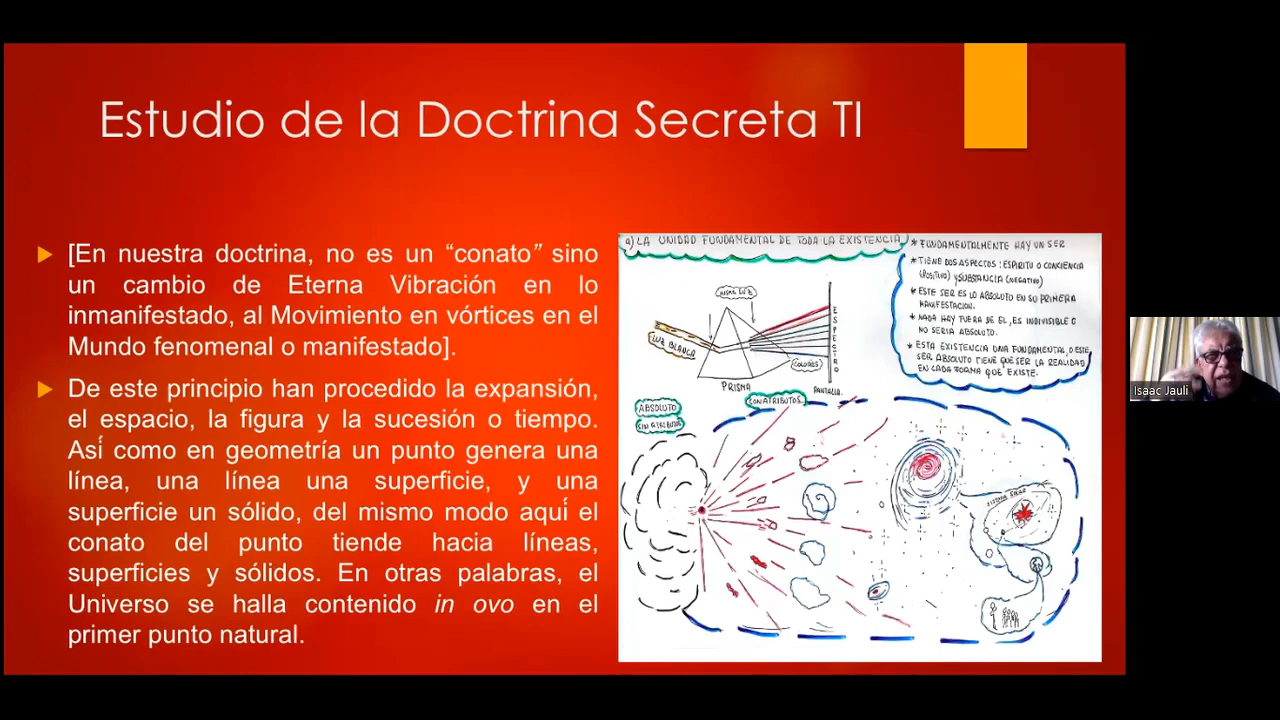 Estudio de la Doctrina Secreta TI
[En nuestra doctrina, no es un “conato” sino
un cambio de Eterna Vibración en lo
inmanifestado, al Movimiento en vórtices en el
Mundo fenomenal o manifestado].
De este principio han procedido la expansión,
el espacio, la figura y la sucesión o tiempo.
Así como en geometría un punto genera una
línea, una línea una superficie, y una
superficie un sólido, del mismo modo aquí el
conato del punto tiende hacia líneas,
superficies y sólidos. En otras palabras, el
Universo se halla contenido in ovo en el
primer punto natural.
a) LA UNIDAD FUNDAMENTAL DE TODA LA EXISTENCIA
* FUNDAMENTALMENTE HAY UN SER
* TIENE DOS ASPECTOS: ESPIRITU O CONCIENCIA
(POSITIVO) Y SUBSTANCIA (NEGATIVO)
* ESTE SER ES LO ABSOLUTO EN SU PRIMERA
MANIFESTACION.
* NADA HAY FUERA DE EL, ES INDIVISIBLE O
NO SERIA ABSOLUTO.
* ESTA EXISTENCIA UNA FUNDAMENTAL, O ESTE
SER ABSOLUTO TIENE QUE SER LA REALIDAD
EN CADA FORMA QUE EXISTE.
LUZ BLANCA
COLORES
ESPECTRO
PRISMA
PANTALLA.
ABSOLUTO
SIN ATRIBUTOS
CON ATRIBUTOS
Isaac Jauli